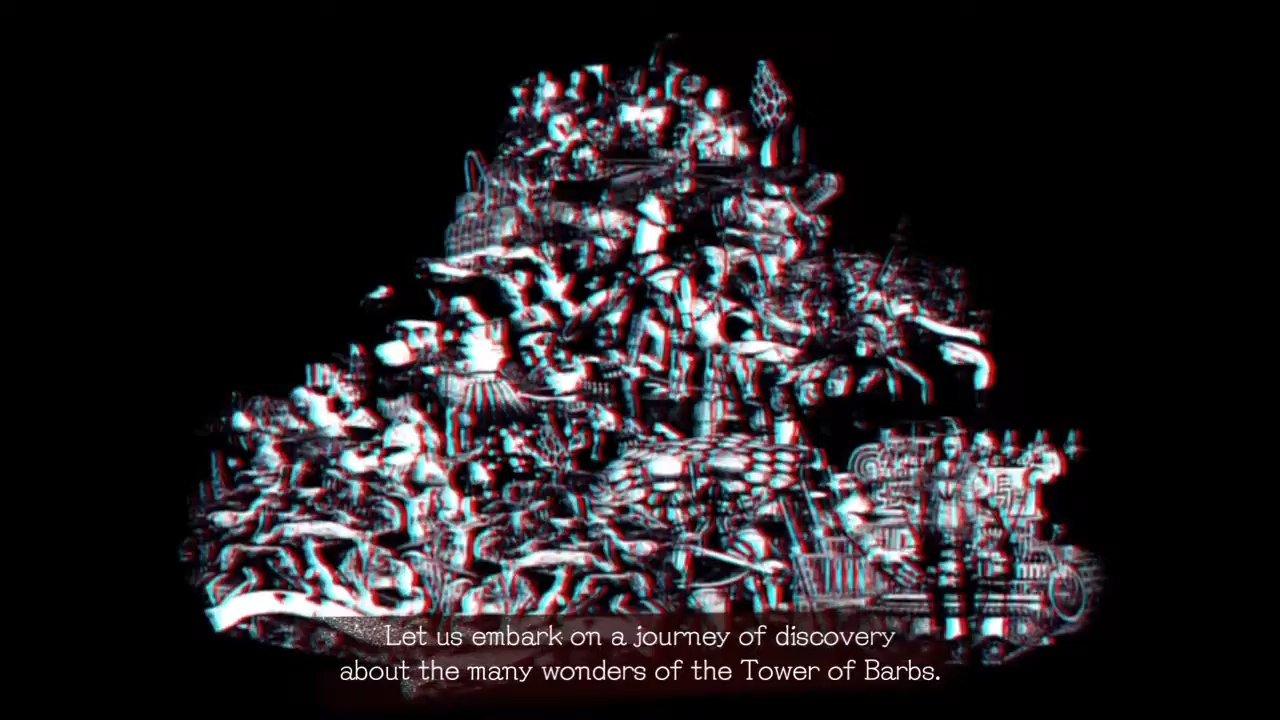 Let us embark on a journey of discovery
about the many wonders of the Tower of Barbs.